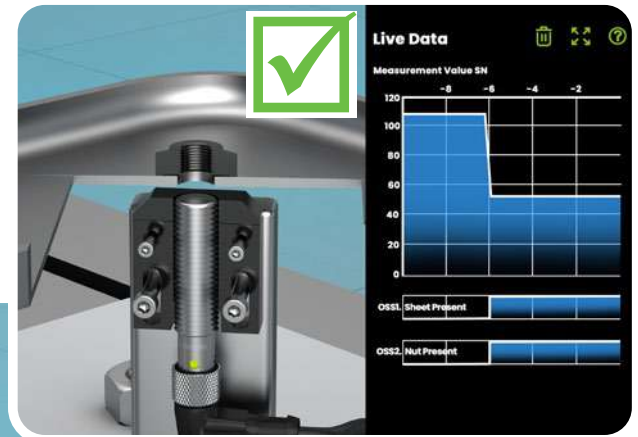 Live Data
Measurement Value SN
-8 -6 -4 -2
120
100
80
60
40
20
0
OSS1. Sheet Present
OSS2. Nut Present